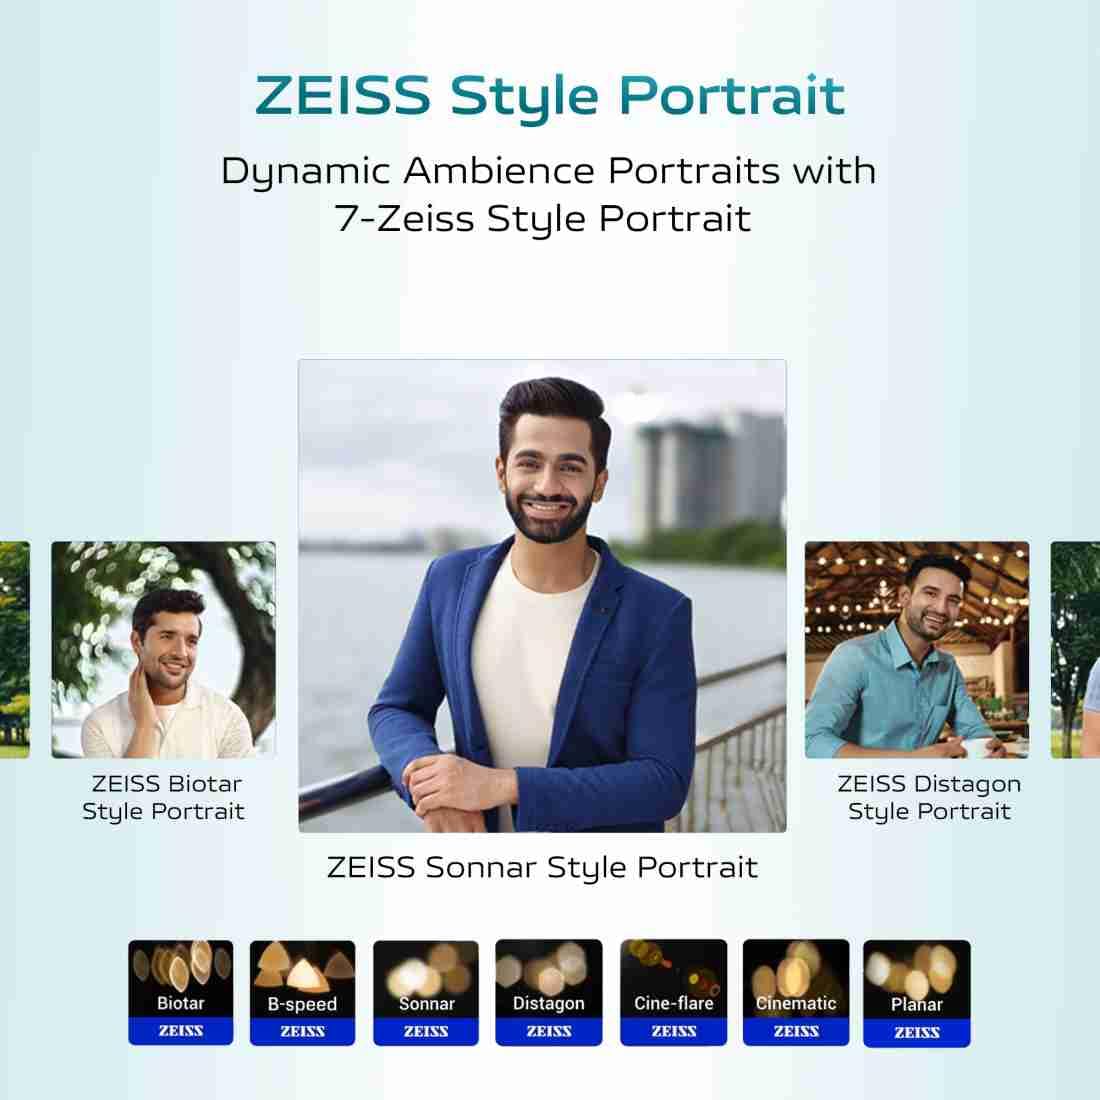 ZEISS Style Portrait
Dynamic Ambience Portraits with
7-Zeiss Style Portrait
ZEISS Biotar
Style Portrait
ZEISS Sonnar Style Portrait
ZEISS Distagon
Style Portrait
Biotar
ZEISS
B-speed
ZEISS
Sonnar
ZEISS
Distagon
ZEISS
Cine-flare
ZEISS
Cinematic
ZEISS
Planar
ZEISS